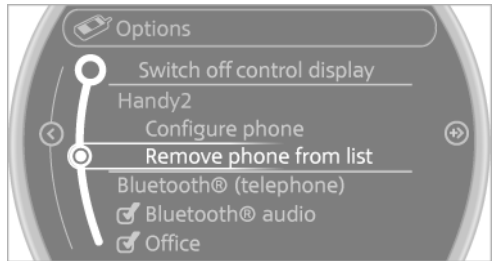 Options
Switch off control display
Handy2
Configure phone
Remove phone from list
Bluetooth® (telephone)
Bluetooth® audio
Office